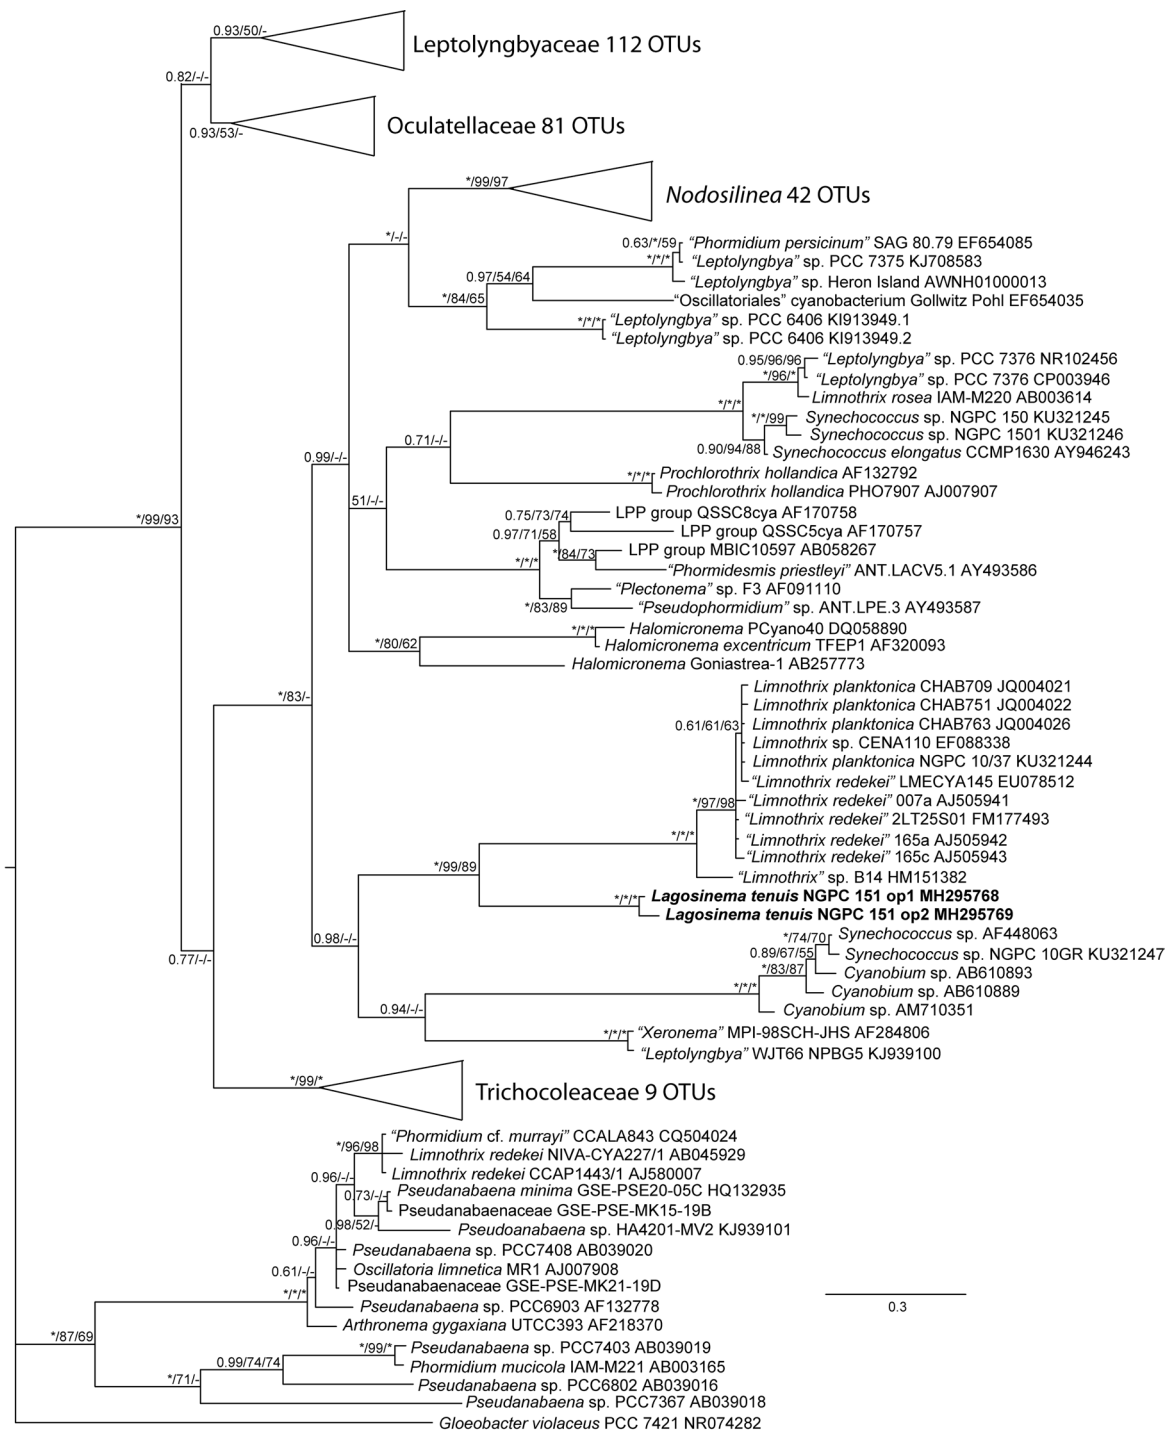 0.93/50/-
Leptolyngbyaceae 112 OTUs
0.82/-/-
Oculatellaceae 81 OTUs
0.93/53/-
*/99/97
Nodosilinea 42 OTUs
*/-/-
0.63/*/59 “Phormidium persicinum” SAG 80.79 EF654085
*/*/* “Leptolyngbya” sp. PCC 7375 KJ708583
0.97/54/64 “Leptolyngbya” sp. Heron Island AWNH01000013
*/84/65 “Oscillatoriales” cyanobacterium Gollwitz Pohl EF654035
*/*/* “Leptolyngbya” sp. PCC 6406 KI913949.1
“Leptolyngbya” sp. PCC 6406 KI913949.2
0.95/96/96 “Leptolyngbya” sp. PCC 7376 NR102456
*/96/* “Leptolyngbya” sp. PCC 7376 CP003946
Limnothrix rosea IAM-M220 AB003614
*/*/*
*/*/99 Synechococcus sp. NGPC 150 KU321245
Synechococcus sp. NGPC 1501 KU321246
0.71/-/-
0.90/94/88 Synechococcus elongatus CCMP1630 AY946243
0.99/-/-
*/*/* Prochlorothrix hollandica AF132792
Prochlorothrix hollandica PHO7907 AJ007907
51/-/-
0.75/73/74 LPP group QSSC8cya AF170758
0.97/71/58 LPP group QSSC5cya AF170757
*/99/93
*/84/73 LPP group MBIC10597 AB058267
*/*/* “Phormidesmis priestleyi” ANT.LACV5.1 AY493586
“Plectonema” sp. F3 AF091110
*/83/89 “Pseudophormidium” sp. ANT.LPE.3 AY493587
*/*/* Halomicronema PCyano40 DQ058890
*/80/62 Halomicronema excentricum TFEP1 AF320093
Halomicronema Goniastrea-1 AB257773
*/83/-
Limnothrix planktonica CHAB709 JQ004021
Limnothrix planktonica CHAB751 JQ004022
0.61/61/63 Limnothrix planktonica CHAB763 JQ004026
Limnothrix sp. CENA110 EF088338
Limnothrix planktonica NGPC 10/37 KU321244
“Limnothrix redekei” LMECYA145 EU078512
*/97/98 “Limnothrix redekei” 007a AJ505941
“Limnothrix redekei” 2LT25S01 FM177493
*/*/* “Limnothrix redekei” 165a AJ505942
“Limnothrix redekei” 165c AJ505943
*/99/89 “Limnothrix” sp. B14 HM151382
*/*/* Lagosinema tenuis NGPC 151 op1 MH295768
Lagosinema tenuis NGPC 151 op2 MH295769
0.98/-/-
*/74/70 Synechococcus sp. AF448063
0.89/67/55 Synechococcus sp. NGPC 10GR KU321247
0.77/-/-
*/83/87 Cyanobium sp. AB610893
*/*/* Cyanobium sp. AB610889
0.94/-/- Cyanobium sp. AM710351
*/*/* “Xeronema” MPI-98SCH-JHS AF284806
“Leptolyngbya” WJT66 NPBG5 KJ939100
*/99/*
Trichocoleaceae 9 OTUs
“Phormidium cf. murrayi” CCALA843 CQ504024
*/96/98 Limnothrix redekei NIVA-CYA227/1 AB045929
0.96/-/- Limnothrix redekei CCAP1443/1 AJ580007
0.73/-/- Pseudanabaena minima GSE-PSE20-05C HQ132935
Pseudanabaenaceae GSE-PSE-MK15-19B
0.98/52/- Pseudoanabaena sp. HA4201-MV2 KJ939101
0.96/-/- Pseudanabaena sp. PCC7408 AB039020
0.61/-/- Oscillatoria limnetica MR1 AJ007908
Pseudanabaenaceae GSE-PSE-MK21-19D
*/*/* Pseudanabaena sp. PCC6903 AF132778
0.3
Arthronema gygaxiana UTCC393 AF218370
*/87/69
*/99/* Pseudanabaena sp. PCC7403 AB039019
0.99/74/74 Phormidium mucicola IAM-M221 AB003165
*/71/- Pseudanabaena sp. PCC6802 AB039016
Pseudanabaena sp. PCC7367 AB039018
Gloeobacter violaceus PCC 7421 NR074282